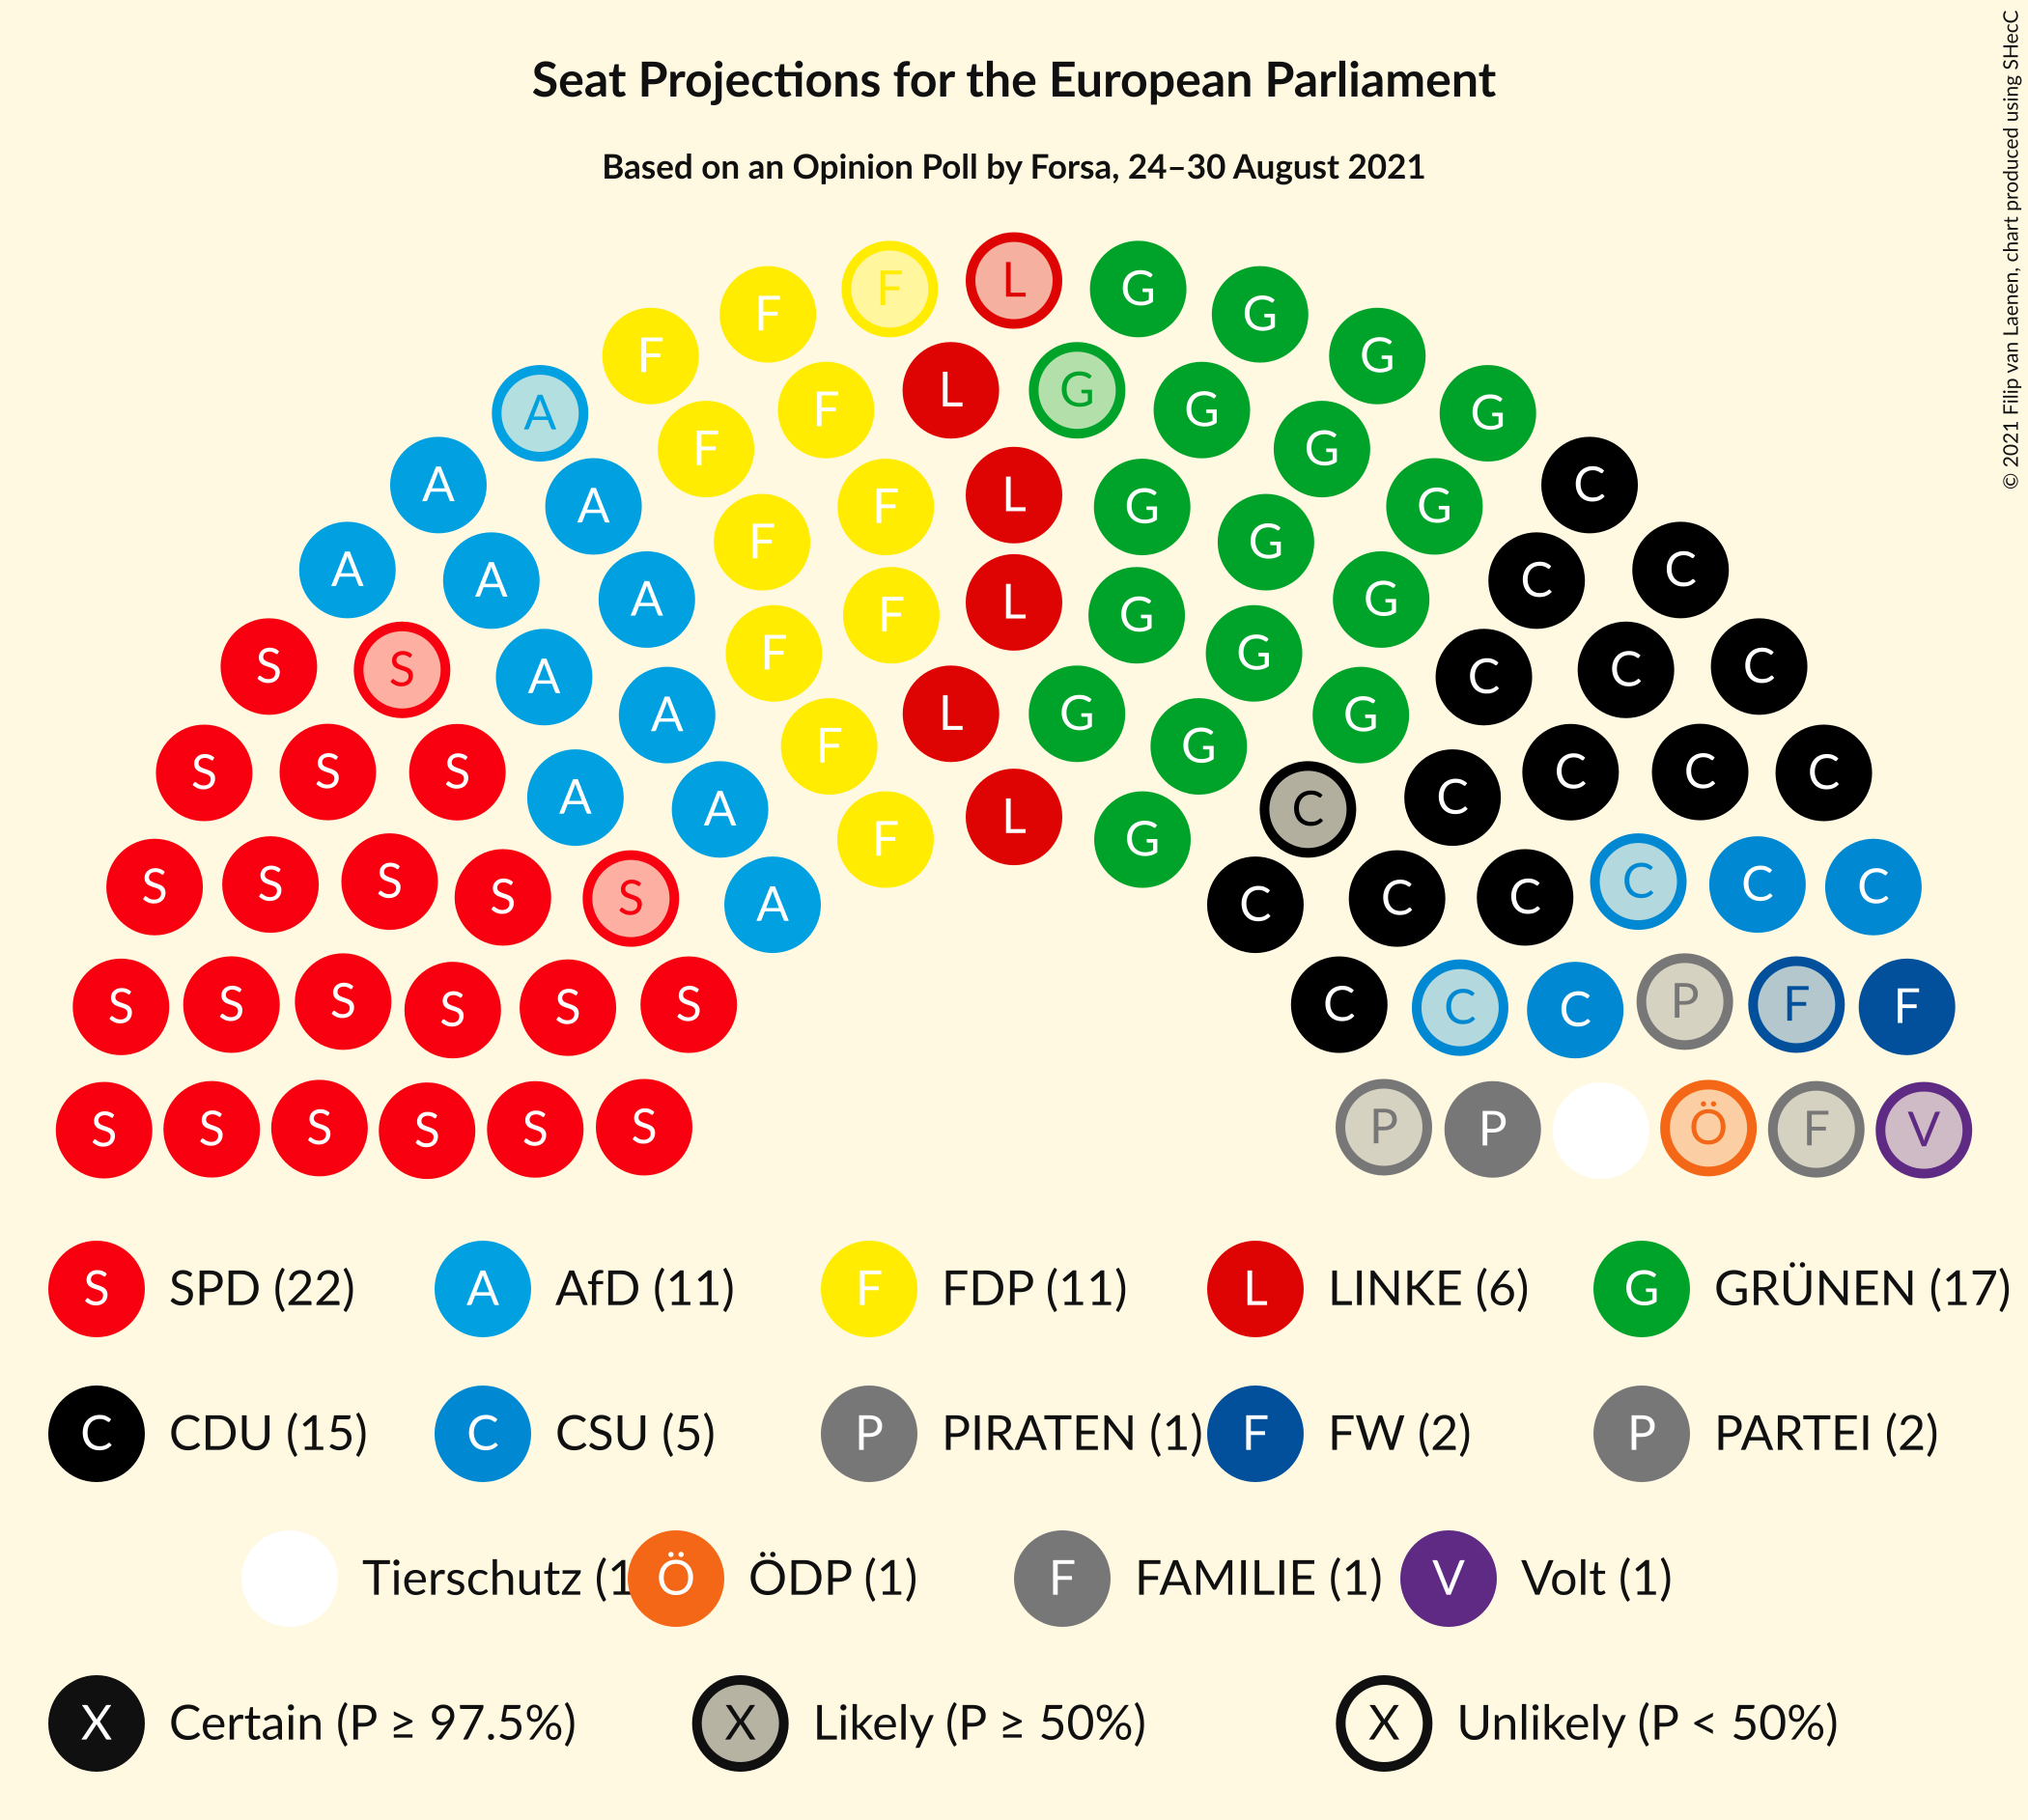 © 2021 Filip van Laenen, chart produced using SHecC
Seat Projections for the European Parliament
Based on an Opinion Poll by Forsa, 24–30 August 2021
F L G
F G
F G
A F L G G G
F G
A A F L G G C
F G
A A A F L G G C C
S S A F G C C C
A L G G
S S S F G C C C
A A L C C
F G
S S S S S A C C C C C C
S S S S S S C C C P F F
S S S S S S P P Ö F V
S SPD (22) A AfD (11) F FDP (11) L LINKE (6) G GRÜNEN (17)
C CDU (15) C CSU (5) P PIRATEN (1) F FW (2) P PARTEI (2)
Tierschutz (1 Ö ÖDP (1) F FAMILIE (1) V Volt (1)
X Certain (P ≥ 97.5%) X Likely (P ≥ 50%) X Unlikely (P < 50%)